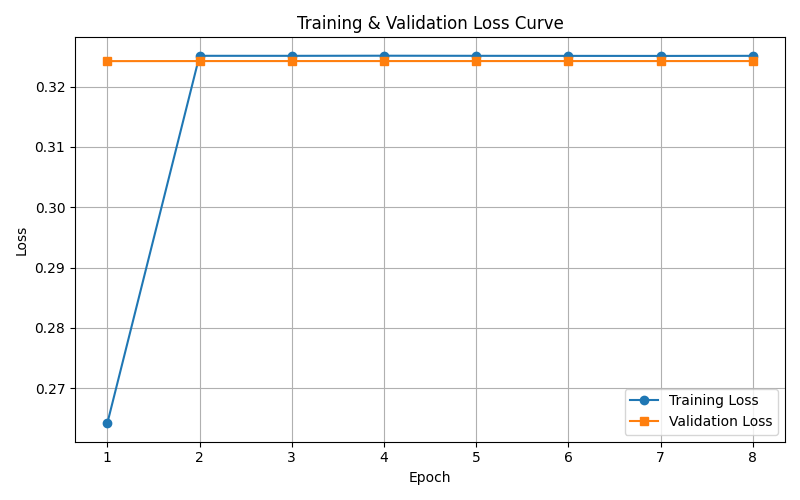 Training & Validation Loss Curve
0.32
0.31
0.30
0.29
0.28
0.27
Loss
1 2 3 4 5 6 7 8
Epoch
Training Loss
Validation Loss